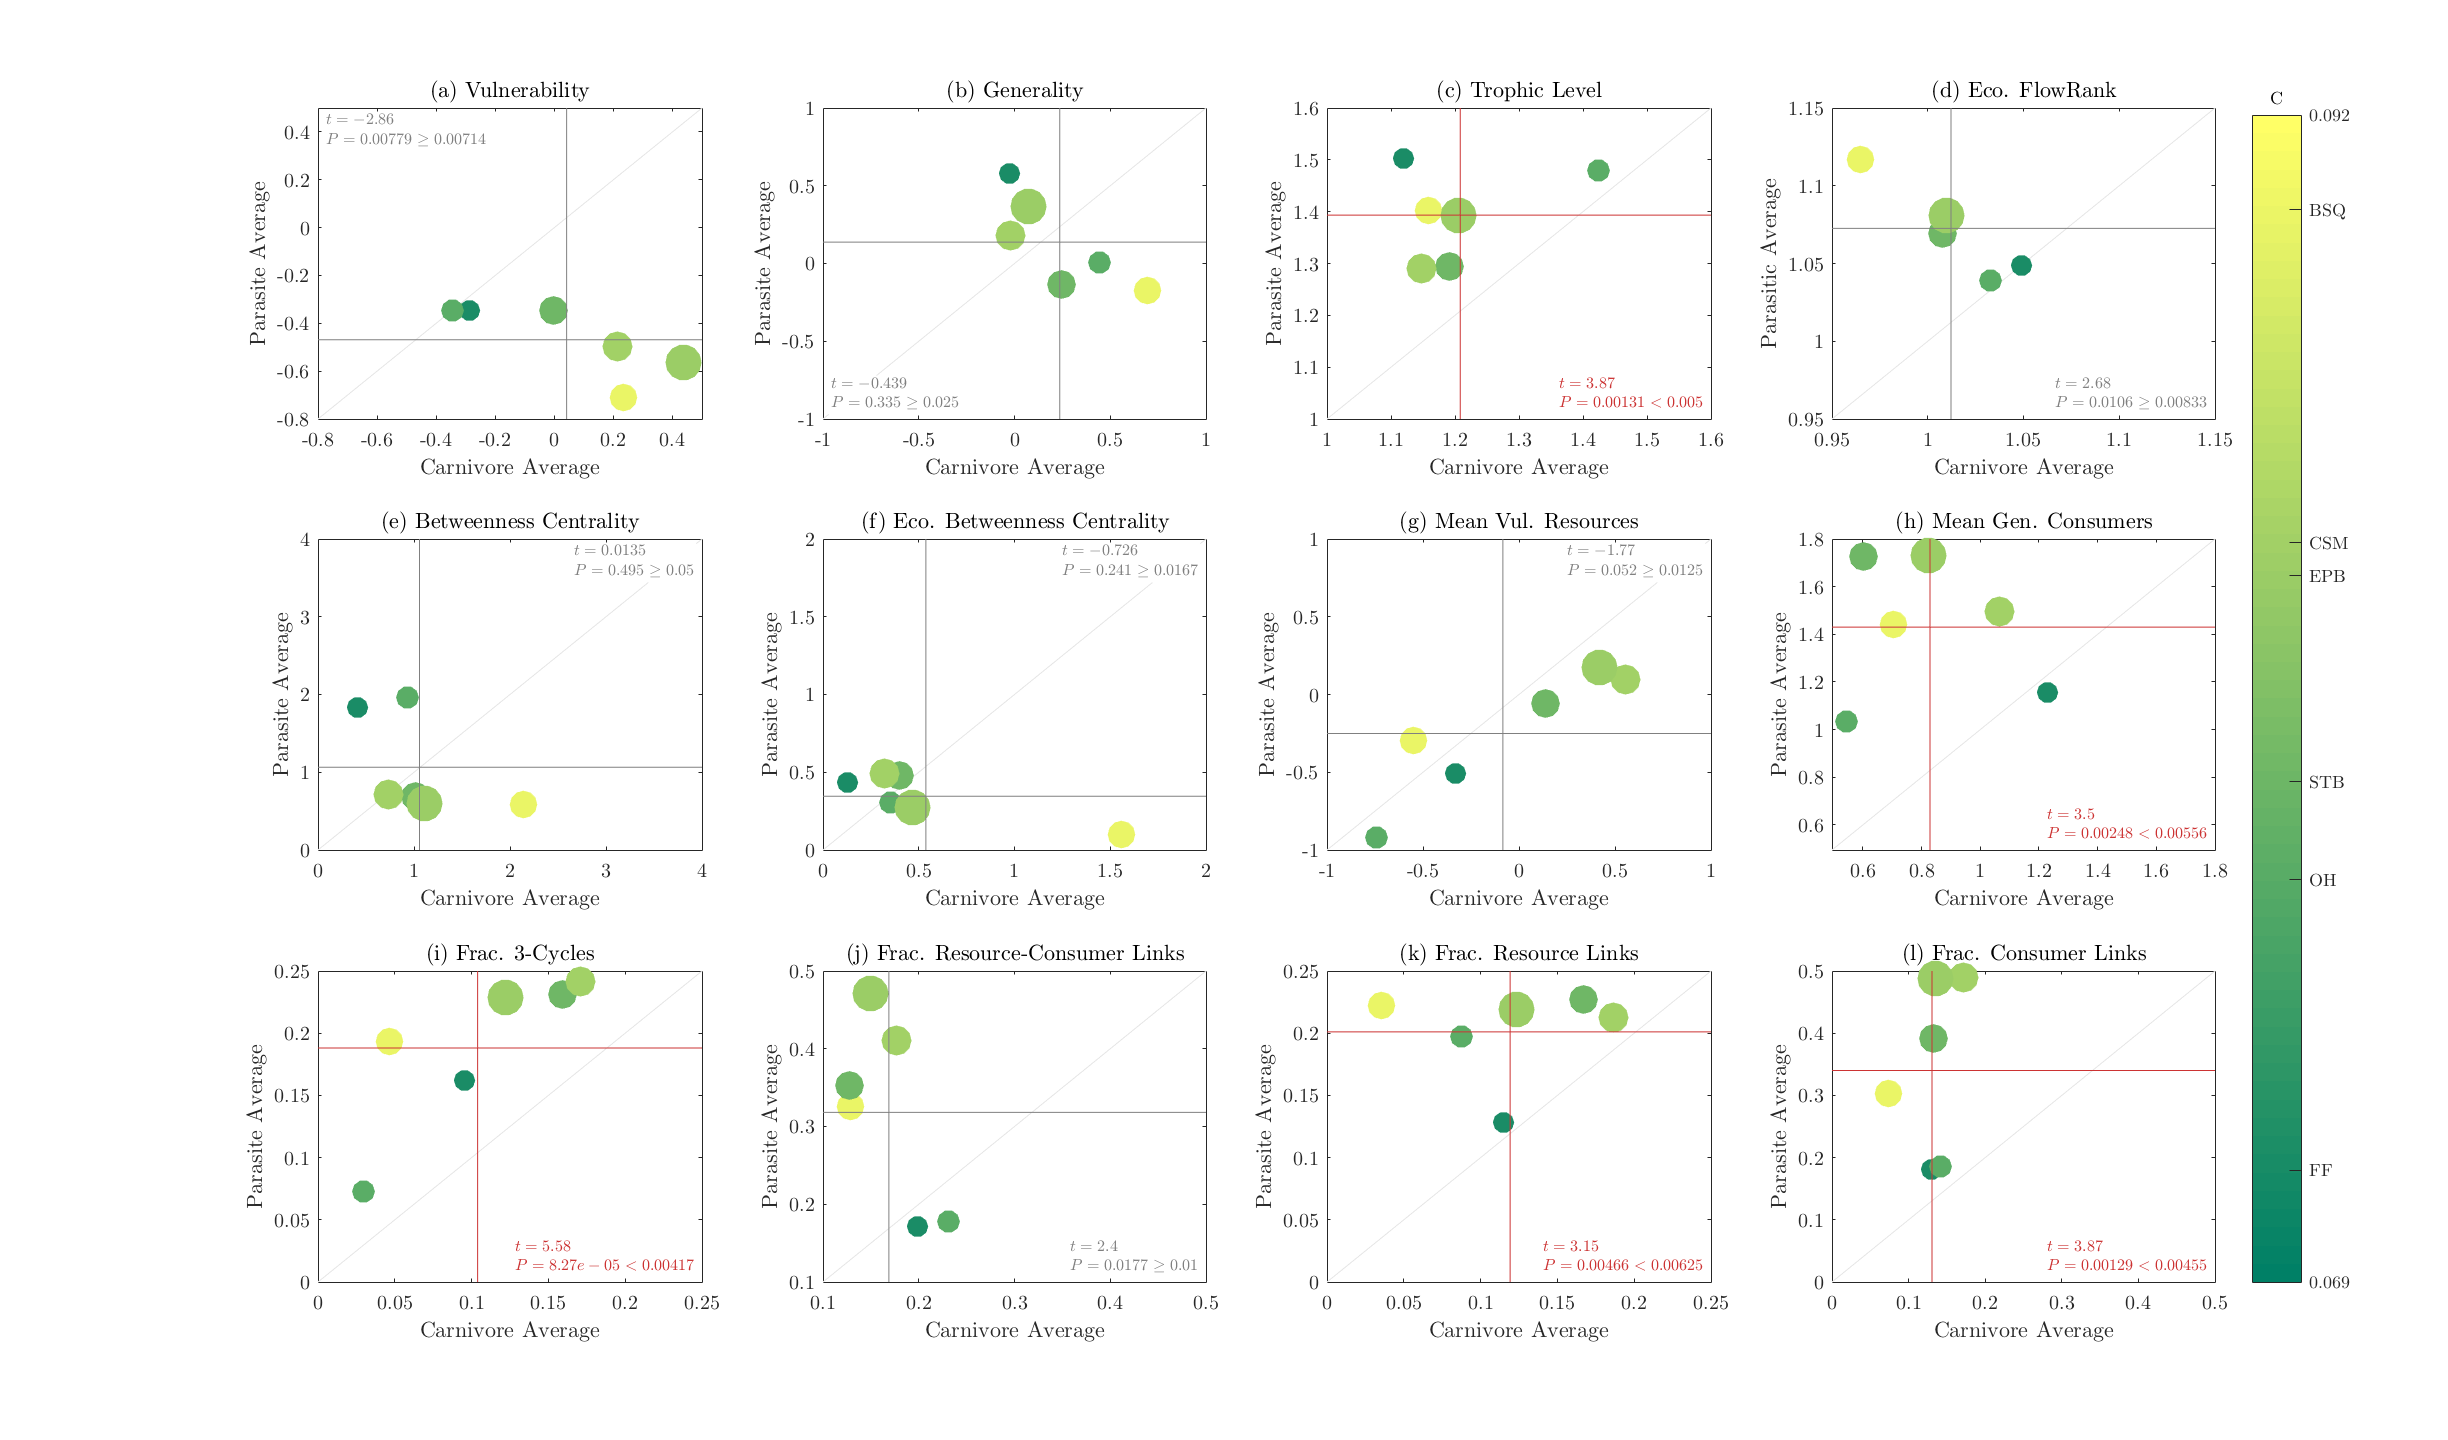 (a) Vulnerability
t = −2.86
P = 0.00779 ≥ 0.00714
0.4
0.2
0
-0.2
-0.4
-0.6
-0.8
-0.8 -0.6 -0.4 -0.2 0 0.2 0.4
Parasite Average
Carnivore Average
(b) Generality
1
0.5
0
-0.5
-1
t = −0.439
P = 0.335 ≥ 0.025
-1 -0.5 0 0.5 1
Parasite Average
Carnivore Average
(c) Trophic Level
1.6
1.5
1.4
1.3
1.2
1.1
1
t = 3.87
P = 0.00131 < 0.005
1 1.1 1.2 1.3 1.4 1.5 1.6
Parasite Average
Carnivore Average
(d) Eco. FlowRank
1.15
1.1
1.05
1
0.95
t = 2.68
P = 0.0106 ≥ 0.00833
0.95 1 1.05 1.1 1.15
Parasitic Average
Carnivore Average
(e) Betweenness Centrality
4
3
2
1
0
t = 0.0135
P = 0.495 ≥ 0.05
0 1 2 3 4
Parasite Average
Carnivore Average
(f) Eco. Betweenness Centrality
2
1.5
1
0.5
0
t = −0.726
P = 0.241 ≥ 0.0167
0 0.5 1 1.5 2
Parasite Average
Carnivore Average
(g) Mean Vul. Resources
1
0.5
0
-0.5
-1
t = −1.77
P = 0.052 ≥ 0.0125
-1 -0.5 0 0.5 1
Parasite Average
Carnivore Average
(h) Mean Gen. Consumers
1.8
1.6
1.4
1.2
1
0.8
0.6
t = 3.5
P = 0.00248 < 0.00556
0.6 0.8 1 1.2 1.4 1.6 1.8
Parasite Average
Carnivore Average
(i) Frac. 3-Cycles
0.25
0.2
0.15
0.1
0.05
0
t = 5.58
P = 8.27e − 05 < 0.00417
0 0.05 0.1 0.15 0.2 0.25
Parasite Average
Carnivore Average
(j) Frac. Resource-Consumer Links
0.5
0.4
0.3
0.2
0.1
t = 2.4
P = 0.0177 ≥ 0.01
0.1 0.2 0.3 0.4 0.5
Parasite Average
Carnivore Average
(k) Frac. Resource Links
0.25
0.2
0.15
0.1
0.05
0
t = 3.15
P = 0.00466 < 0.00625
0 0.05 0.1 0.15 0.2 0.25
Parasite Average
Carnivore Average
(l) Frac. Consumer Links
0.5
0.4
0.3
0.2
0.1
0
t = 3.87
P = 0.00129 < 0.00455
0 0.1 0.2 0.3 0.4 0.5
Parasite Average
Carnivore Average
C
0.092
BSQ
CSM
EPB
STB
OH
FF
0.069